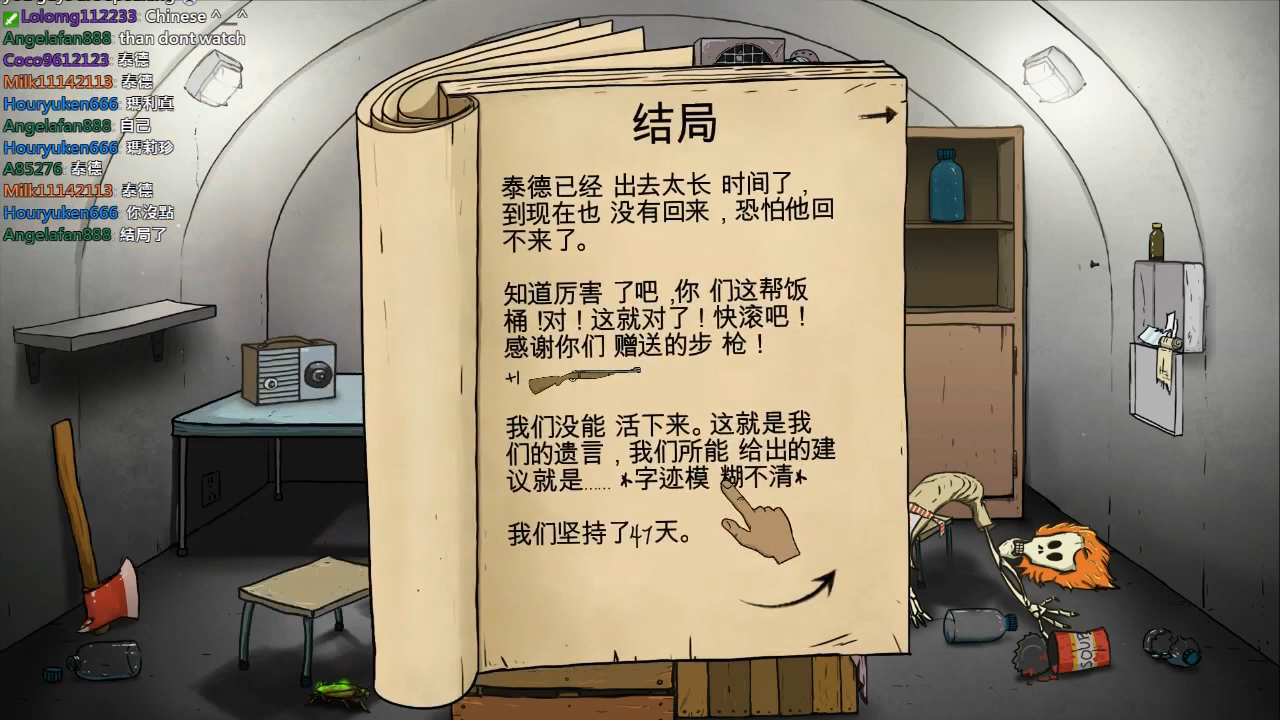 Lolomg112233: Chinese ^__^
Angelafan888: than dont watch
Coco9612123: 泰德
Milk11142113: 泰德
Houryuken666: 瑪利直
Angelafan888: 自己
Houryuken666: 瑪莉珍
A85276: 泰德
Milk11142113: 泰德
Houryuken666: 你沒點
Angelafan888: 結局了
结局
泰德已经 出去太长 时间了，
到现在也 没有回来，恐怕他回
不来了。
知道厉害 了吧 ,你 们这帮饭
桶！对！这就对了！快滚吧！
感谢你们 赠送的步 枪！
+1
我们没能 活下来。这就是我
们的遗言，我们所能 给出的建
议就是...... *字迹模 糊不清*
我们坚持了41天。
SOUP